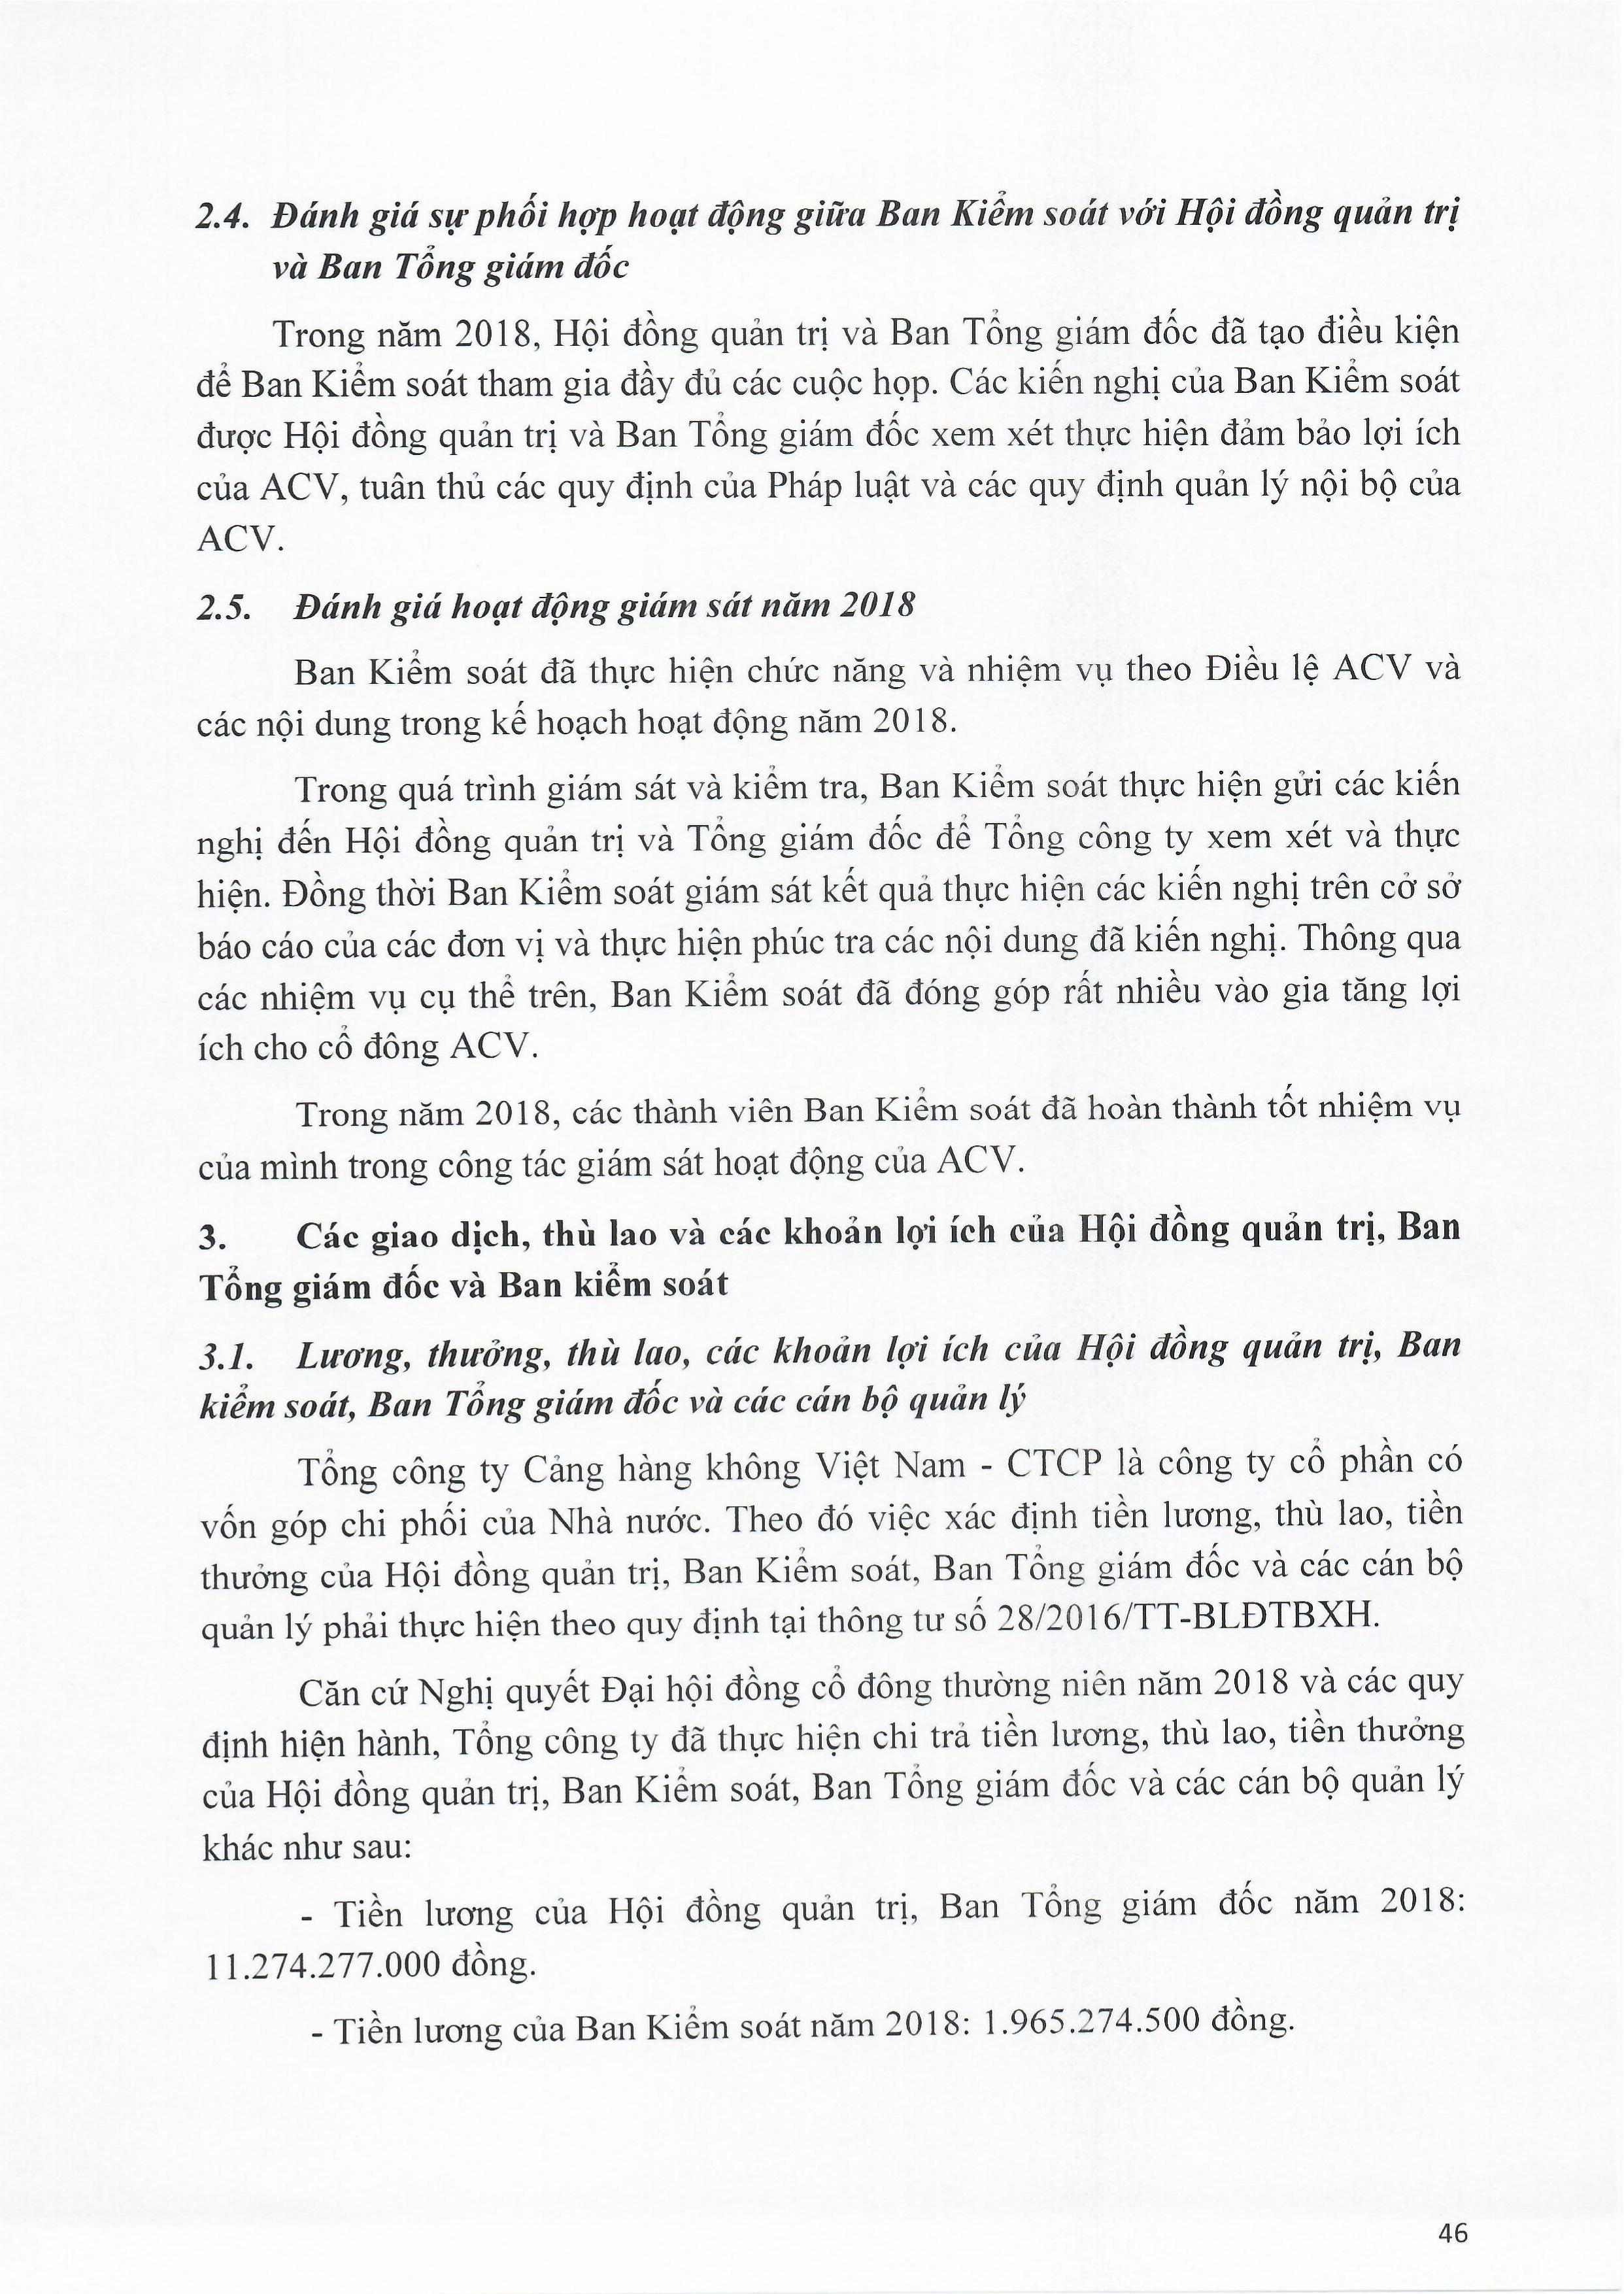 2.4. Đánh giá sự phối hợp hoạt động giữa Ban Kiểm soát với Hội đồng quản trị
và Ban Tổng giám đốc
Trong năm 2018, Hội đồng quản trị và Ban Tổng giám đốc đã tạo điều kiện
để Ban Kiểm soát tham gia đầy đủ các cuộc họp. Các kiến nghị của Ban Kiểm soát
được Hội đồng quản trị và Ban Tổng giám đốc xem xét thực hiện đảm bảo lợi ích
của ACV, tuân thủ các quy định của Pháp luật và các quy định quản lý nội bộ của
ACV.
2.5. Đánh giá hoạt động giám sát năm 2018
Ban Kiểm soát đã thực hiện chức năng và nhiệm vụ theo Điều lệ ACV và
các nội dung trong kế hoạch hoạt động năm 2018.
Trong quá trình giám sát và kiểm tra, Ban Kiểm soát thực hiện gửi các kiến
nghị đến Hội đồng quản trị và Tổng giám đốc để Tổng công ty xem xét và thực
hiện. Đồng thời Ban Kiểm soát giám sát kết quả thực hiện các kiến nghị trên cở sở
báo cáo của các đơn vị và thực hiện phúc tra các nội dung đã kiến nghị. Thông qua
các nhiệm vụ cụ thể trên, Ban Kiểm soát đã đóng góp rất nhiều vào gia tăng lợi
ích cho cổ đông ACV.
Trong năm 2018, các thành viên Ban Kiểm soát đã hoàn thành tốt nhiệm vụ
của mình trong công tác giám sát hoạt động của ACV.
3. Các giao dịch, thù lao và các khoản lợi ích của Hội đồng quản trị, Ban
Tổng giám đốc và Ban kiểm soát
3.1. Lương, thưởng, thù lao, các khoản lợi ích của Hội đồng quản trị, Ban
kiểm soát, Ban Tổng giám đốc và các cán bộ quản lý
Tổng công ty Cảng hàng không Việt Nam - CTCP là công ty cổ phần có
vốn góp chi phối của Nhà nước. Theo đó việc xác định tiền lương, thù lao, tiền
thưởng của Hội đồng quản trị, Ban Kiểm soát, Ban Tổng giám đốc và các cán bộ
quản lý phải thực hiện theo quy định tại thông tư số 28/2016/TT-BLĐTBXH.
Căn cứ Nghị quyết Đại hội đồng cổ đông thường niên năm 2018 và các quy
định hiện hành, Tổng công ty đã thực hiện chi trả tiền lương, thù lao, tiền thưởng
của Hội đồng quản trị, Ban Kiểm soát, Ban Tổng giám đốc và các cán bộ quản lý
khác như sau:
- Tiền lương của Hội đồng quản trị, Ban Tổng giám đốc năm 2018:
11.274.277.000 đồng.
- Tiền lương của Ban Kiểm soát năm 2018: 1.965.274.500 đồng.
46